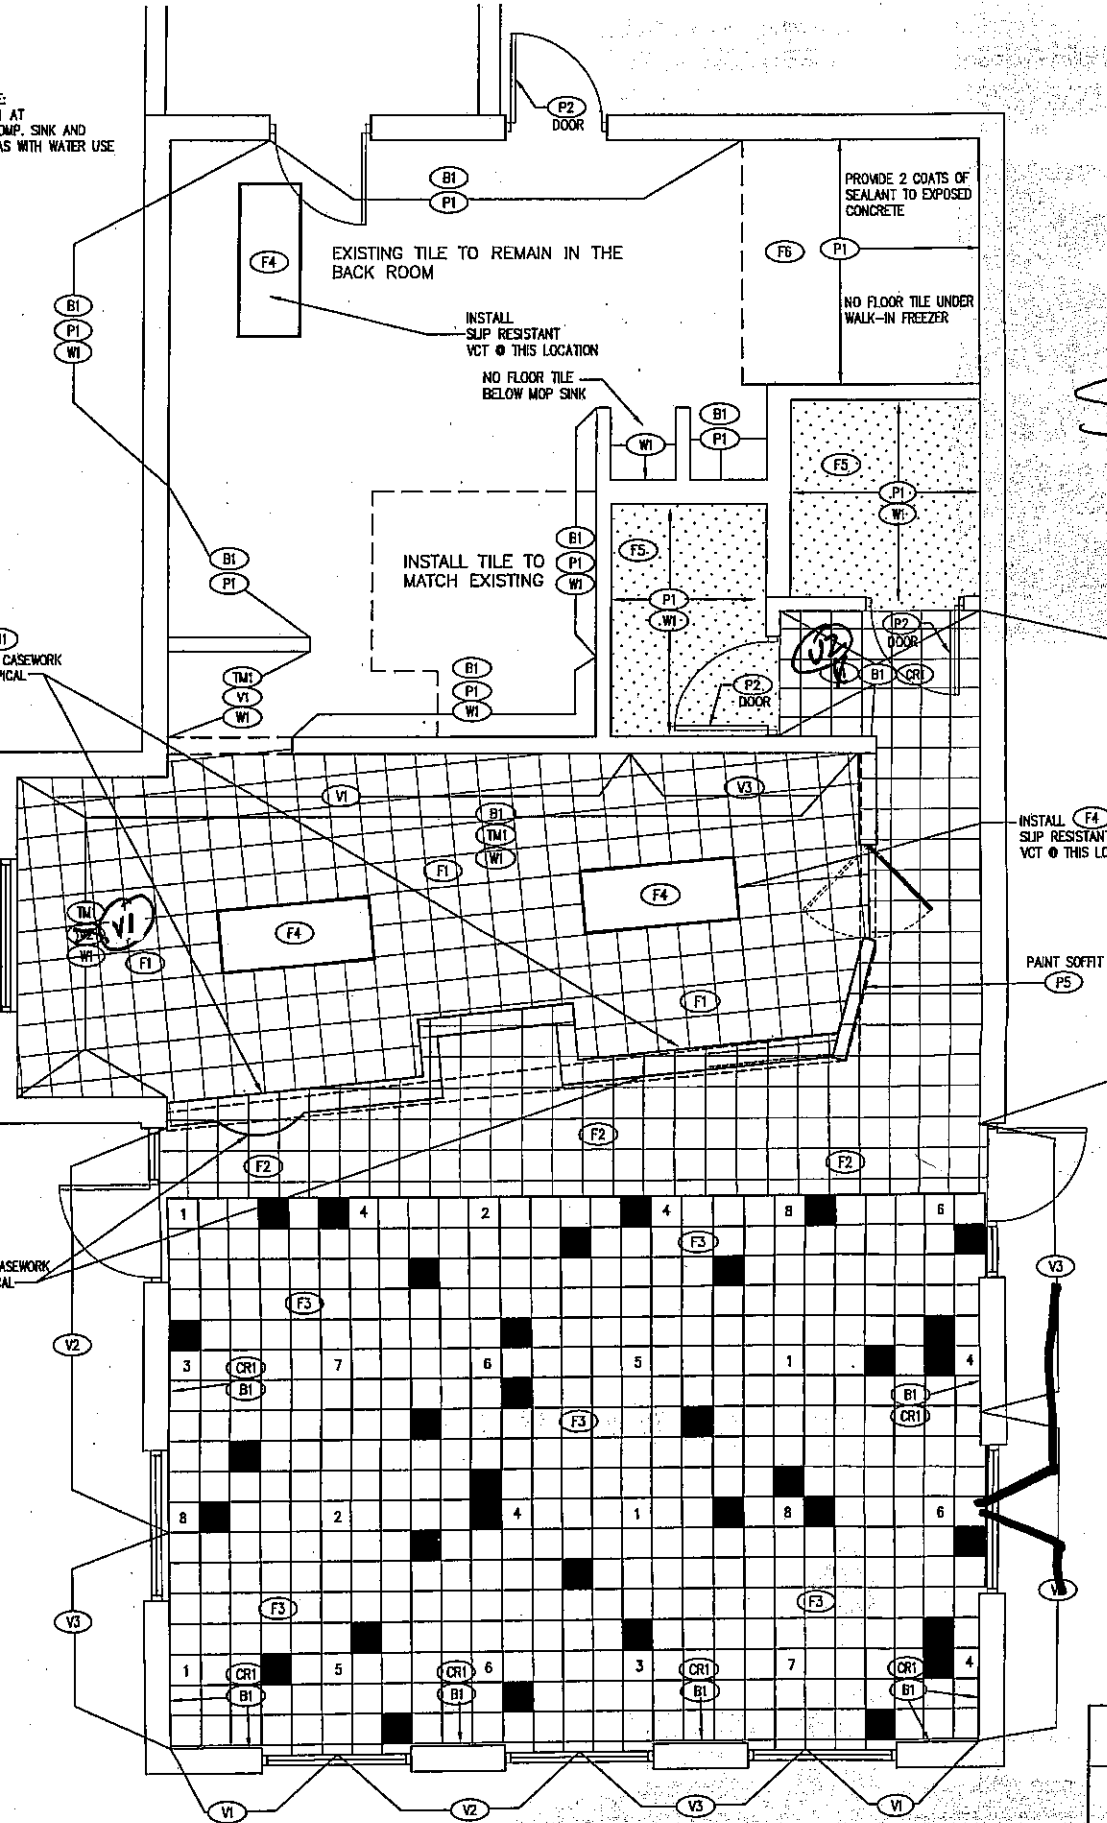 E:
AT
OMP. SINK AND
AS WITH WATER USE
P2
DOOR
B1
P1
PROVIDE 2 COATS OF
SEALANT TO EXPOSED
CONCRETE
F4
EXISTING TILE TO REMAIN IN THE
BACK ROOM
F6
P1
B1
P1
W1
INSTALL
SLIP RESISTANT
VCT @ THIS LOCATION
NO FLOOR TILE UNDER
WALK-IN FREEZER
NO FLOOR TILE
BELOW MOP SINK
B1
P1
W1
F5
P1
W1
B1
P1
INSTALL TILE TO
MATCH EXISTING
B1
P1
W1
F5
P1
W1
CASEWORK
PICAL
TM1
V1
W1
B1
P1
W1
P2
DOOR
V3
B1
CR1
P2
DOOR
V1
V3
B1
TM1
W1
F1
F4
INSTALL F4
SLIP RESISTANT
VCT @ THIS LO
TM
V1
W1
F1
F4
F1
PAINT SOFFIT
P5
F2
F2
F2
1 4 2 4 8 6
F3
F3
CASEWORK
CAL
V3
V2
3 CR1 7 6 5 1 4
B1
B1
CR1
F3
8 2 4 1 8 6
F3
F3
V3
1 CR1 5 CR1 6 3 CR1 7 CR1 4
B1 B1 B1 B1
V1 V2 V3 V1